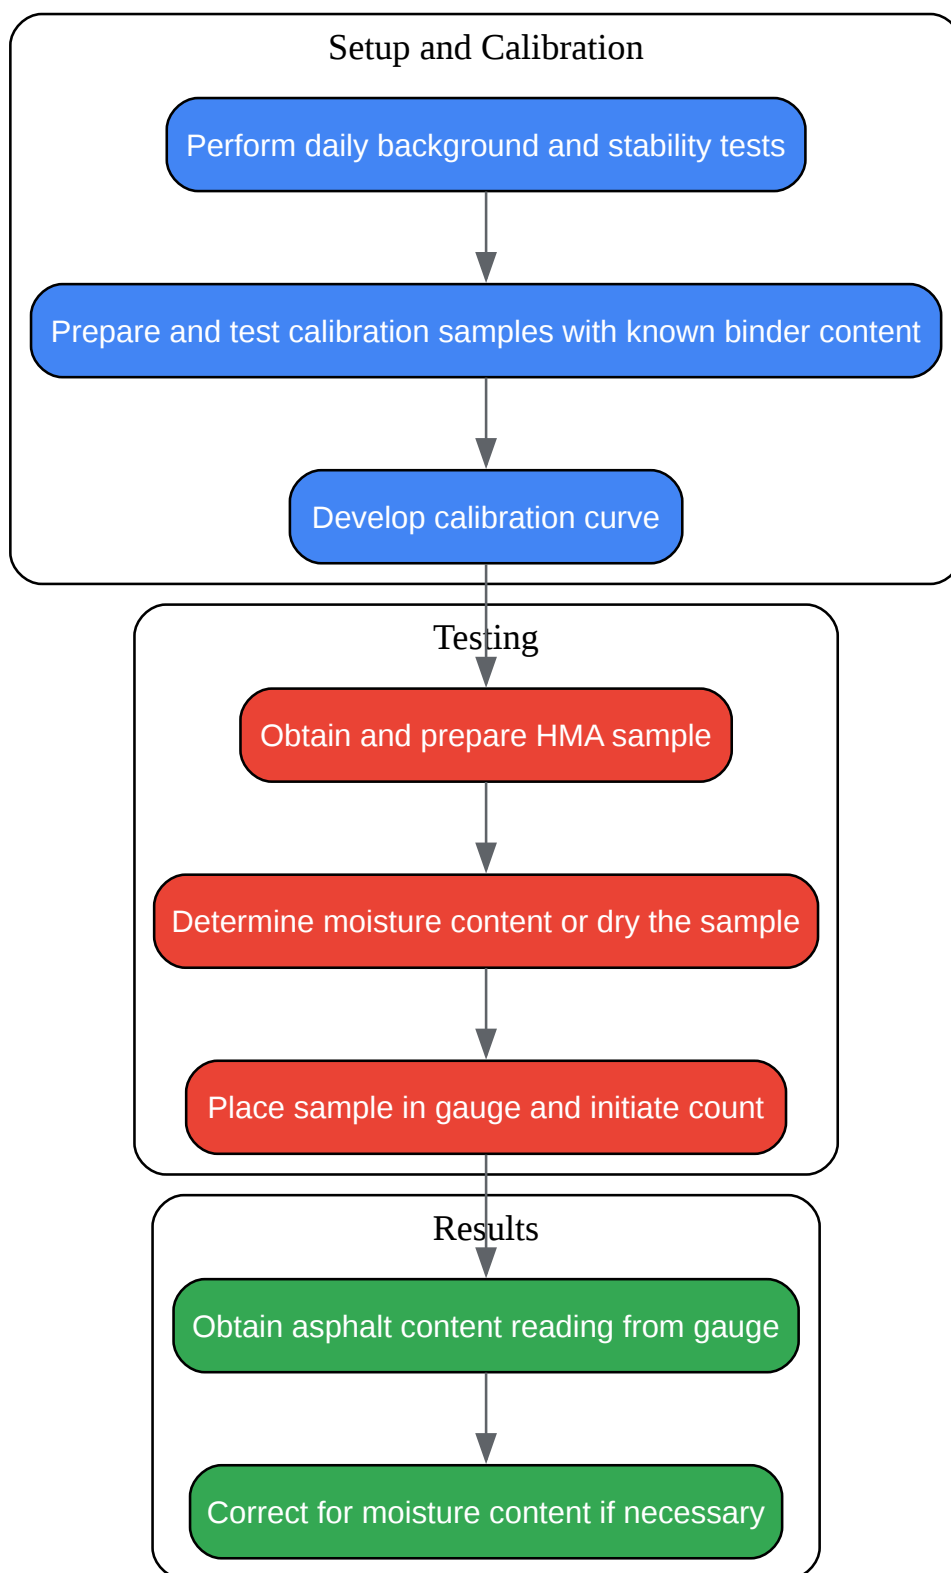 Setup and Calibration
Perform daily background and stability tests
Prepare and test calibration samples with known binder content
Develop calibration curve
Testing
Obtain and prepare HMA sample
Determine moisture content or dry the sample
Place sample in gauge and initiate count
Results
Obtain asphalt content reading from gauge
Correct for moisture content if necessary